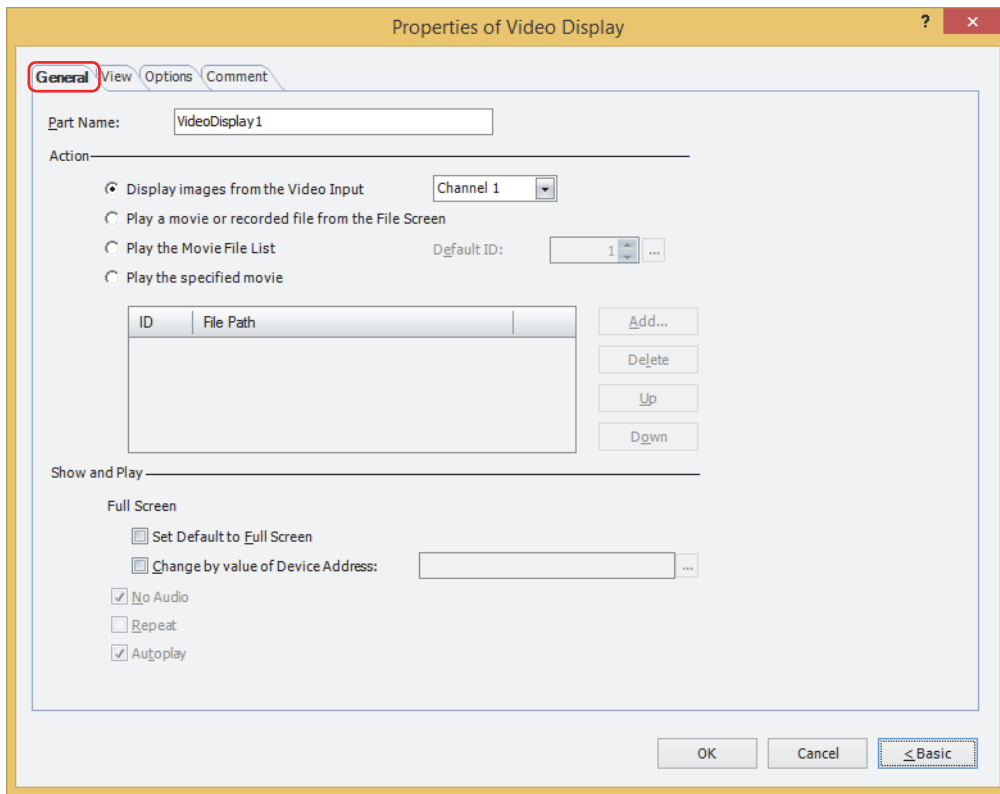 Properties of Video Display
?
×
General View Options Comment
Part Name: VideoDisplay1
Action
Display images from the Video Input Channel 1
Play a movie or recorded file from the File Screen
Play the Movie File List Default ID: 1 ...
Play the specified movie
ID File Path
Add...
Delete
Up
Down
Show and Play
Full Screen
Set Default to Full Screen
Change by value of Device Address: ...
No Audio
Repeat
Autoplay
OK Cancel < Basic